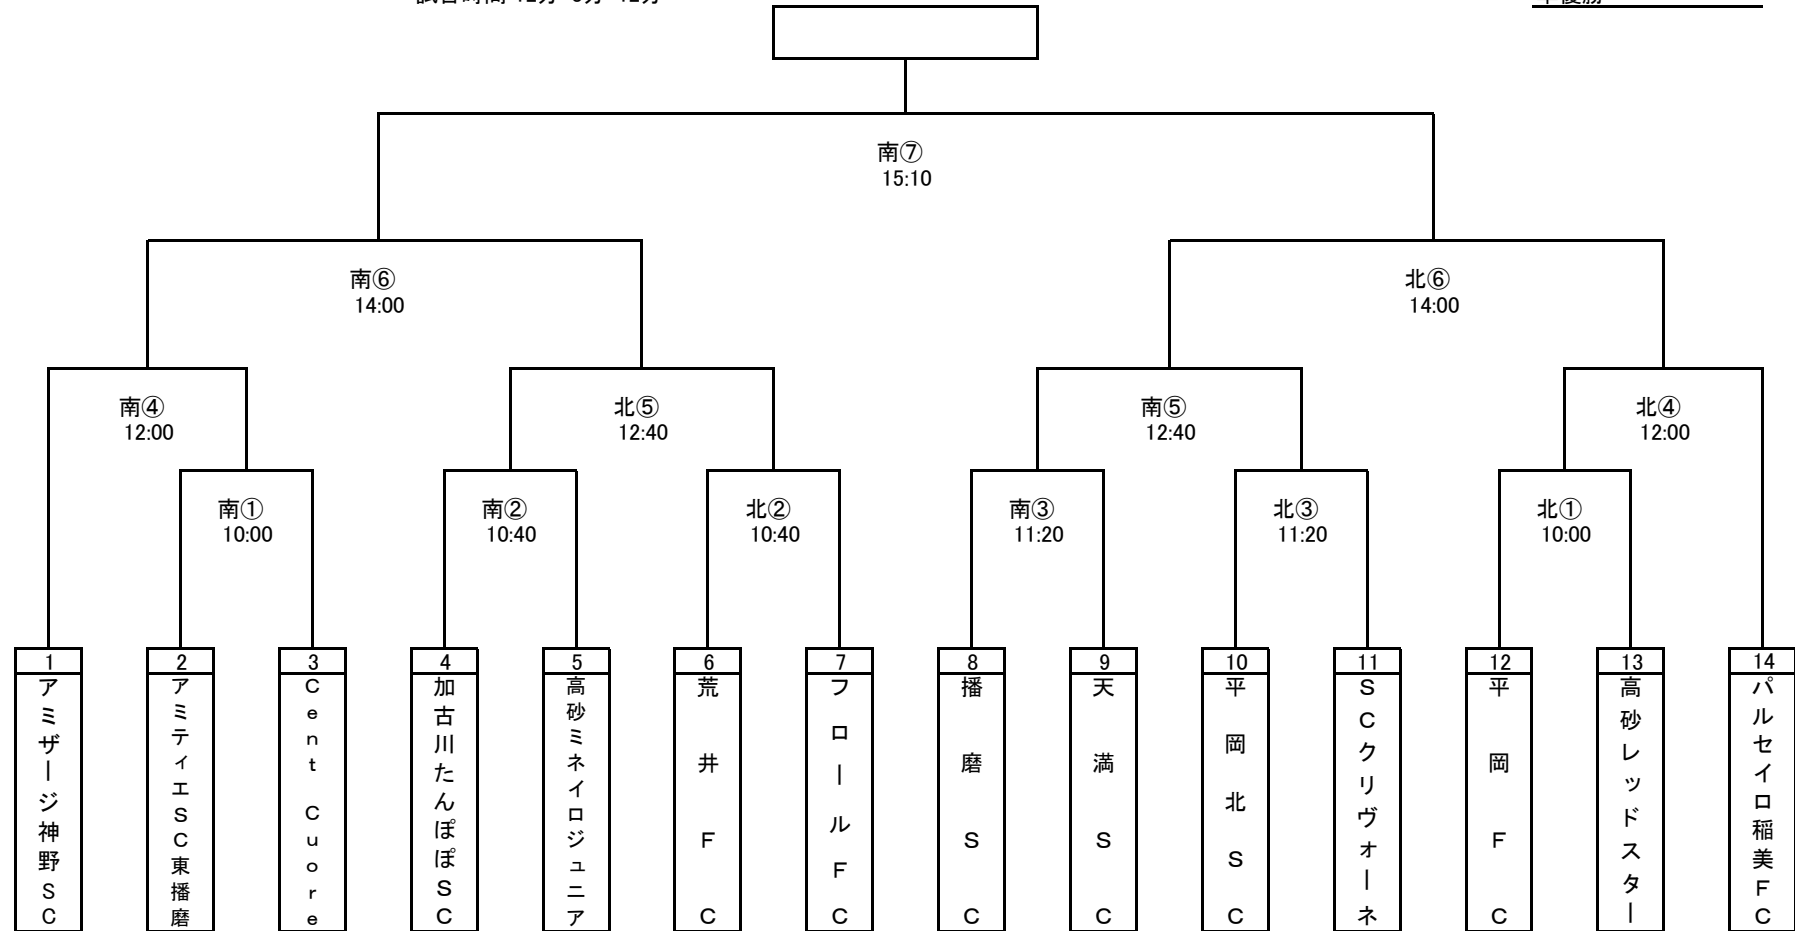 南⑦
15:10
南⑥
14:00
北⑥
14:00
南④
12:00
北⑤
12:40
南⑤
12:40
北④
12:00
南①
10:00
南②
10:40
北②
10:40
南③
11:20
北③
11:20
北①
10:00
1
アミザージ神野SC
2
アミティエSC東播磨
3
Cent Cuore
4
加古川たんぽぽSC
5
高砂ミネイロジュニア
6
荒井FC
7
フロールFC
8
播磨SC
9
天満SC
10
平岡北SC
11
SCクリヴォーネ
12
平岡FC
13
高砂レッドスター
14
パルセイロ稲美FC